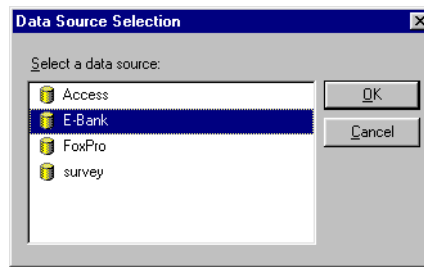 Data Source Selection
Select a data source:
Access
E-Bank
FoxPro
survey
OK
Cancel